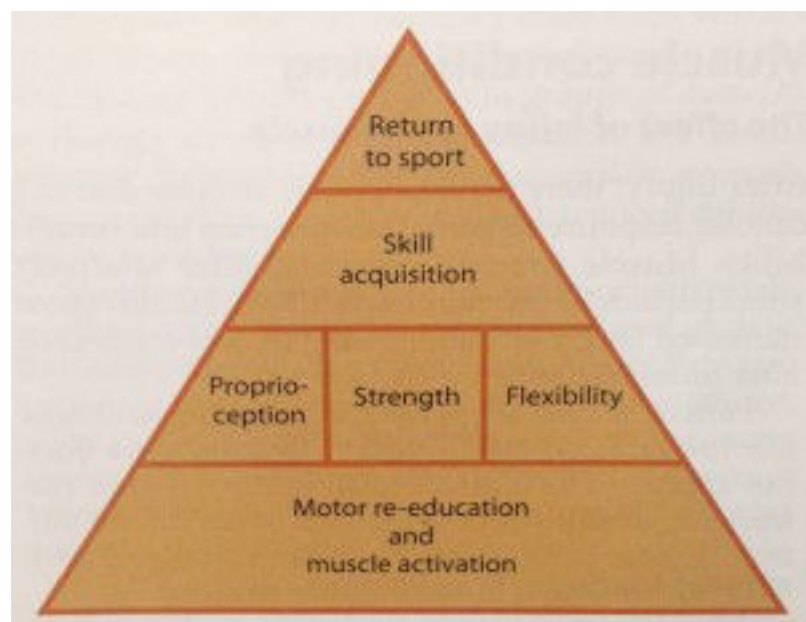 Return
to sport
Skill
acquisition
Proprio-
ception
Strength
Flexibility
Motor re-education
and
muscle activation